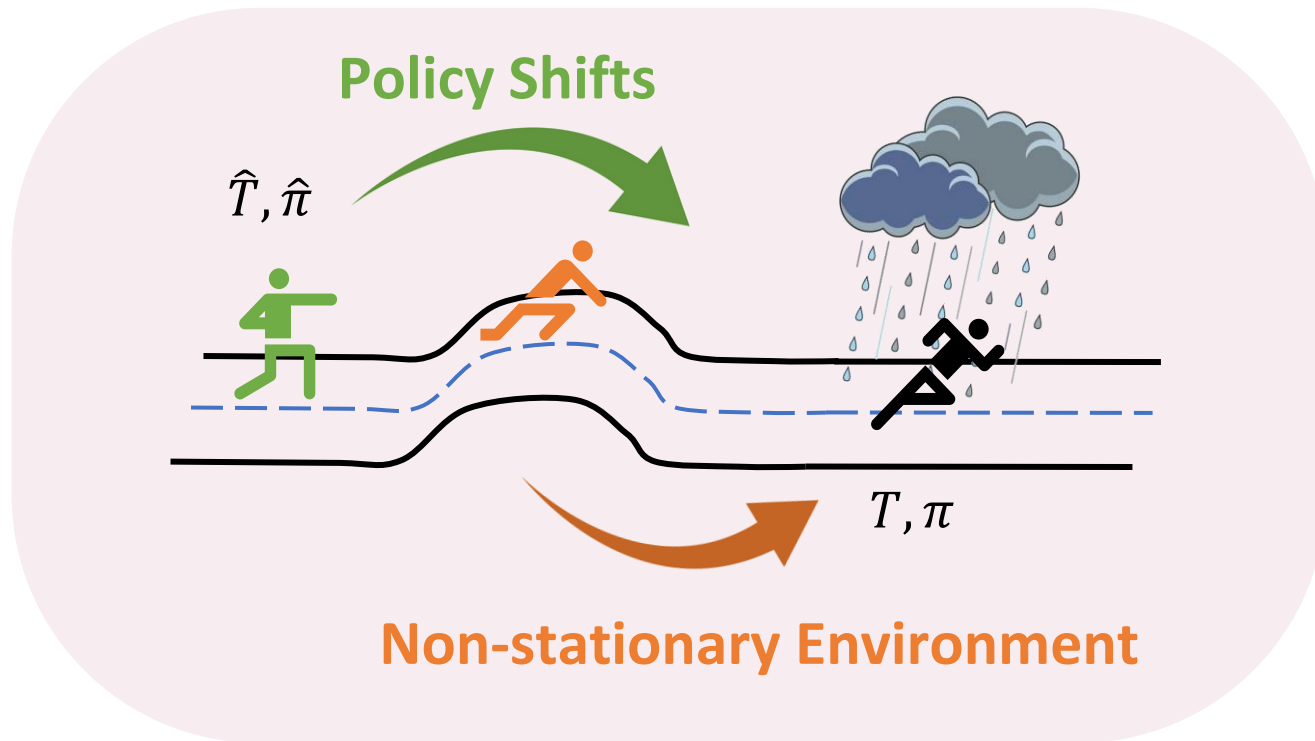 Policy Shifts
T̂, π̂
T, π
Non-stationary Environment